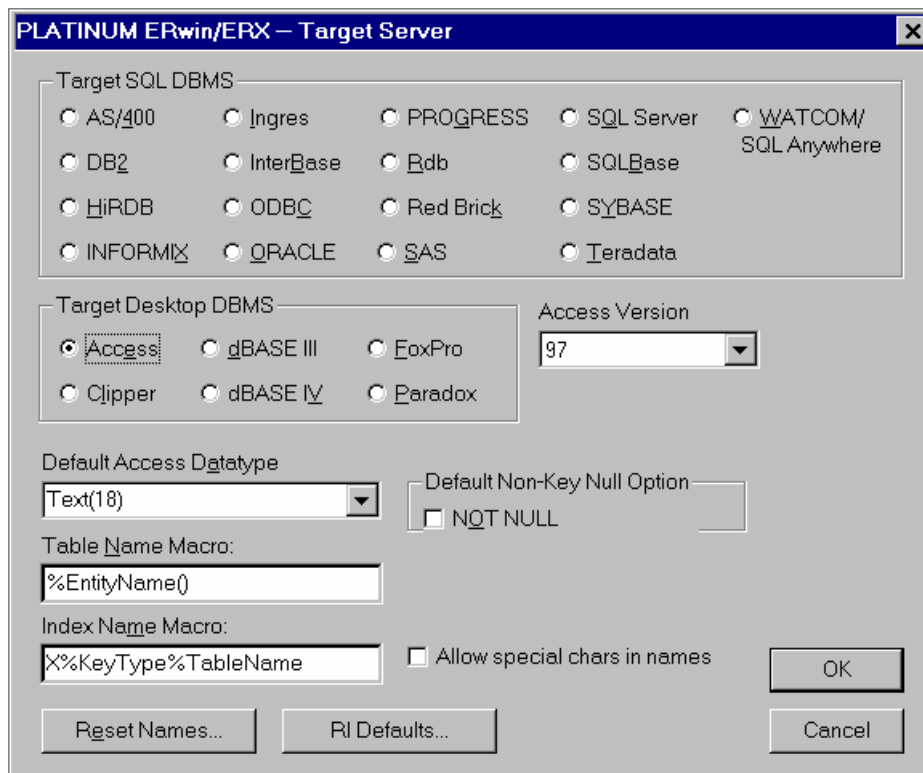 PLATINUM ERwin/ERX – Target Server
Target SQL DBMS
AS/400 Ingres PROGRESS SQL Server WATCOM/
SQL Anywhere
DB2 InterBase Rdb SQLBase
HiRDB ODBC Red Brick SYBASE
INFORMIX ORACLE SAS Teradata
Target Desktop DBMS
Access dBASE III FoxPro
Clipper dBASE IV Paradox
Access Version
97
Default Access Datatype
Text(18)
Default Non-Key Null Option
NOT NULL
Table Name Macro:
%EntityName()
Index Name Macro:
X%KeyType%TableName
Allow special chars in names
OK
Reset Names... RI Defaults... Cancel